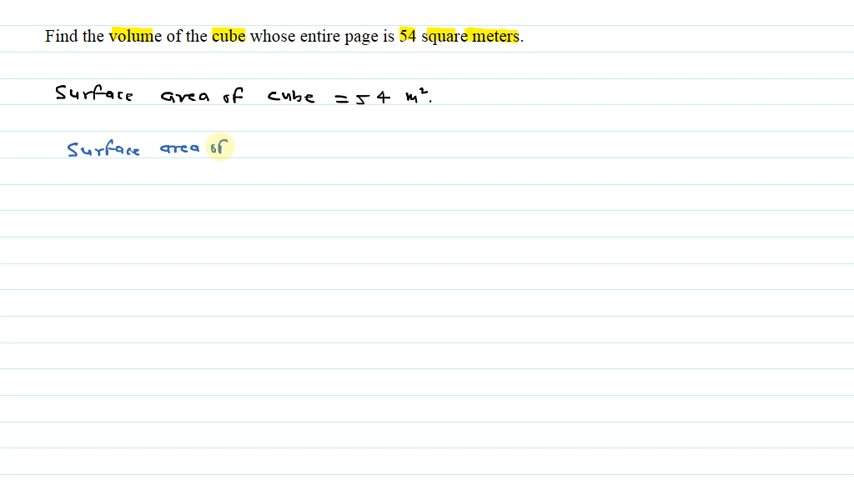 Find the volume of the cube whose entire page is 54 square meters.
Surface area of cube = 54 m².
Surface area of